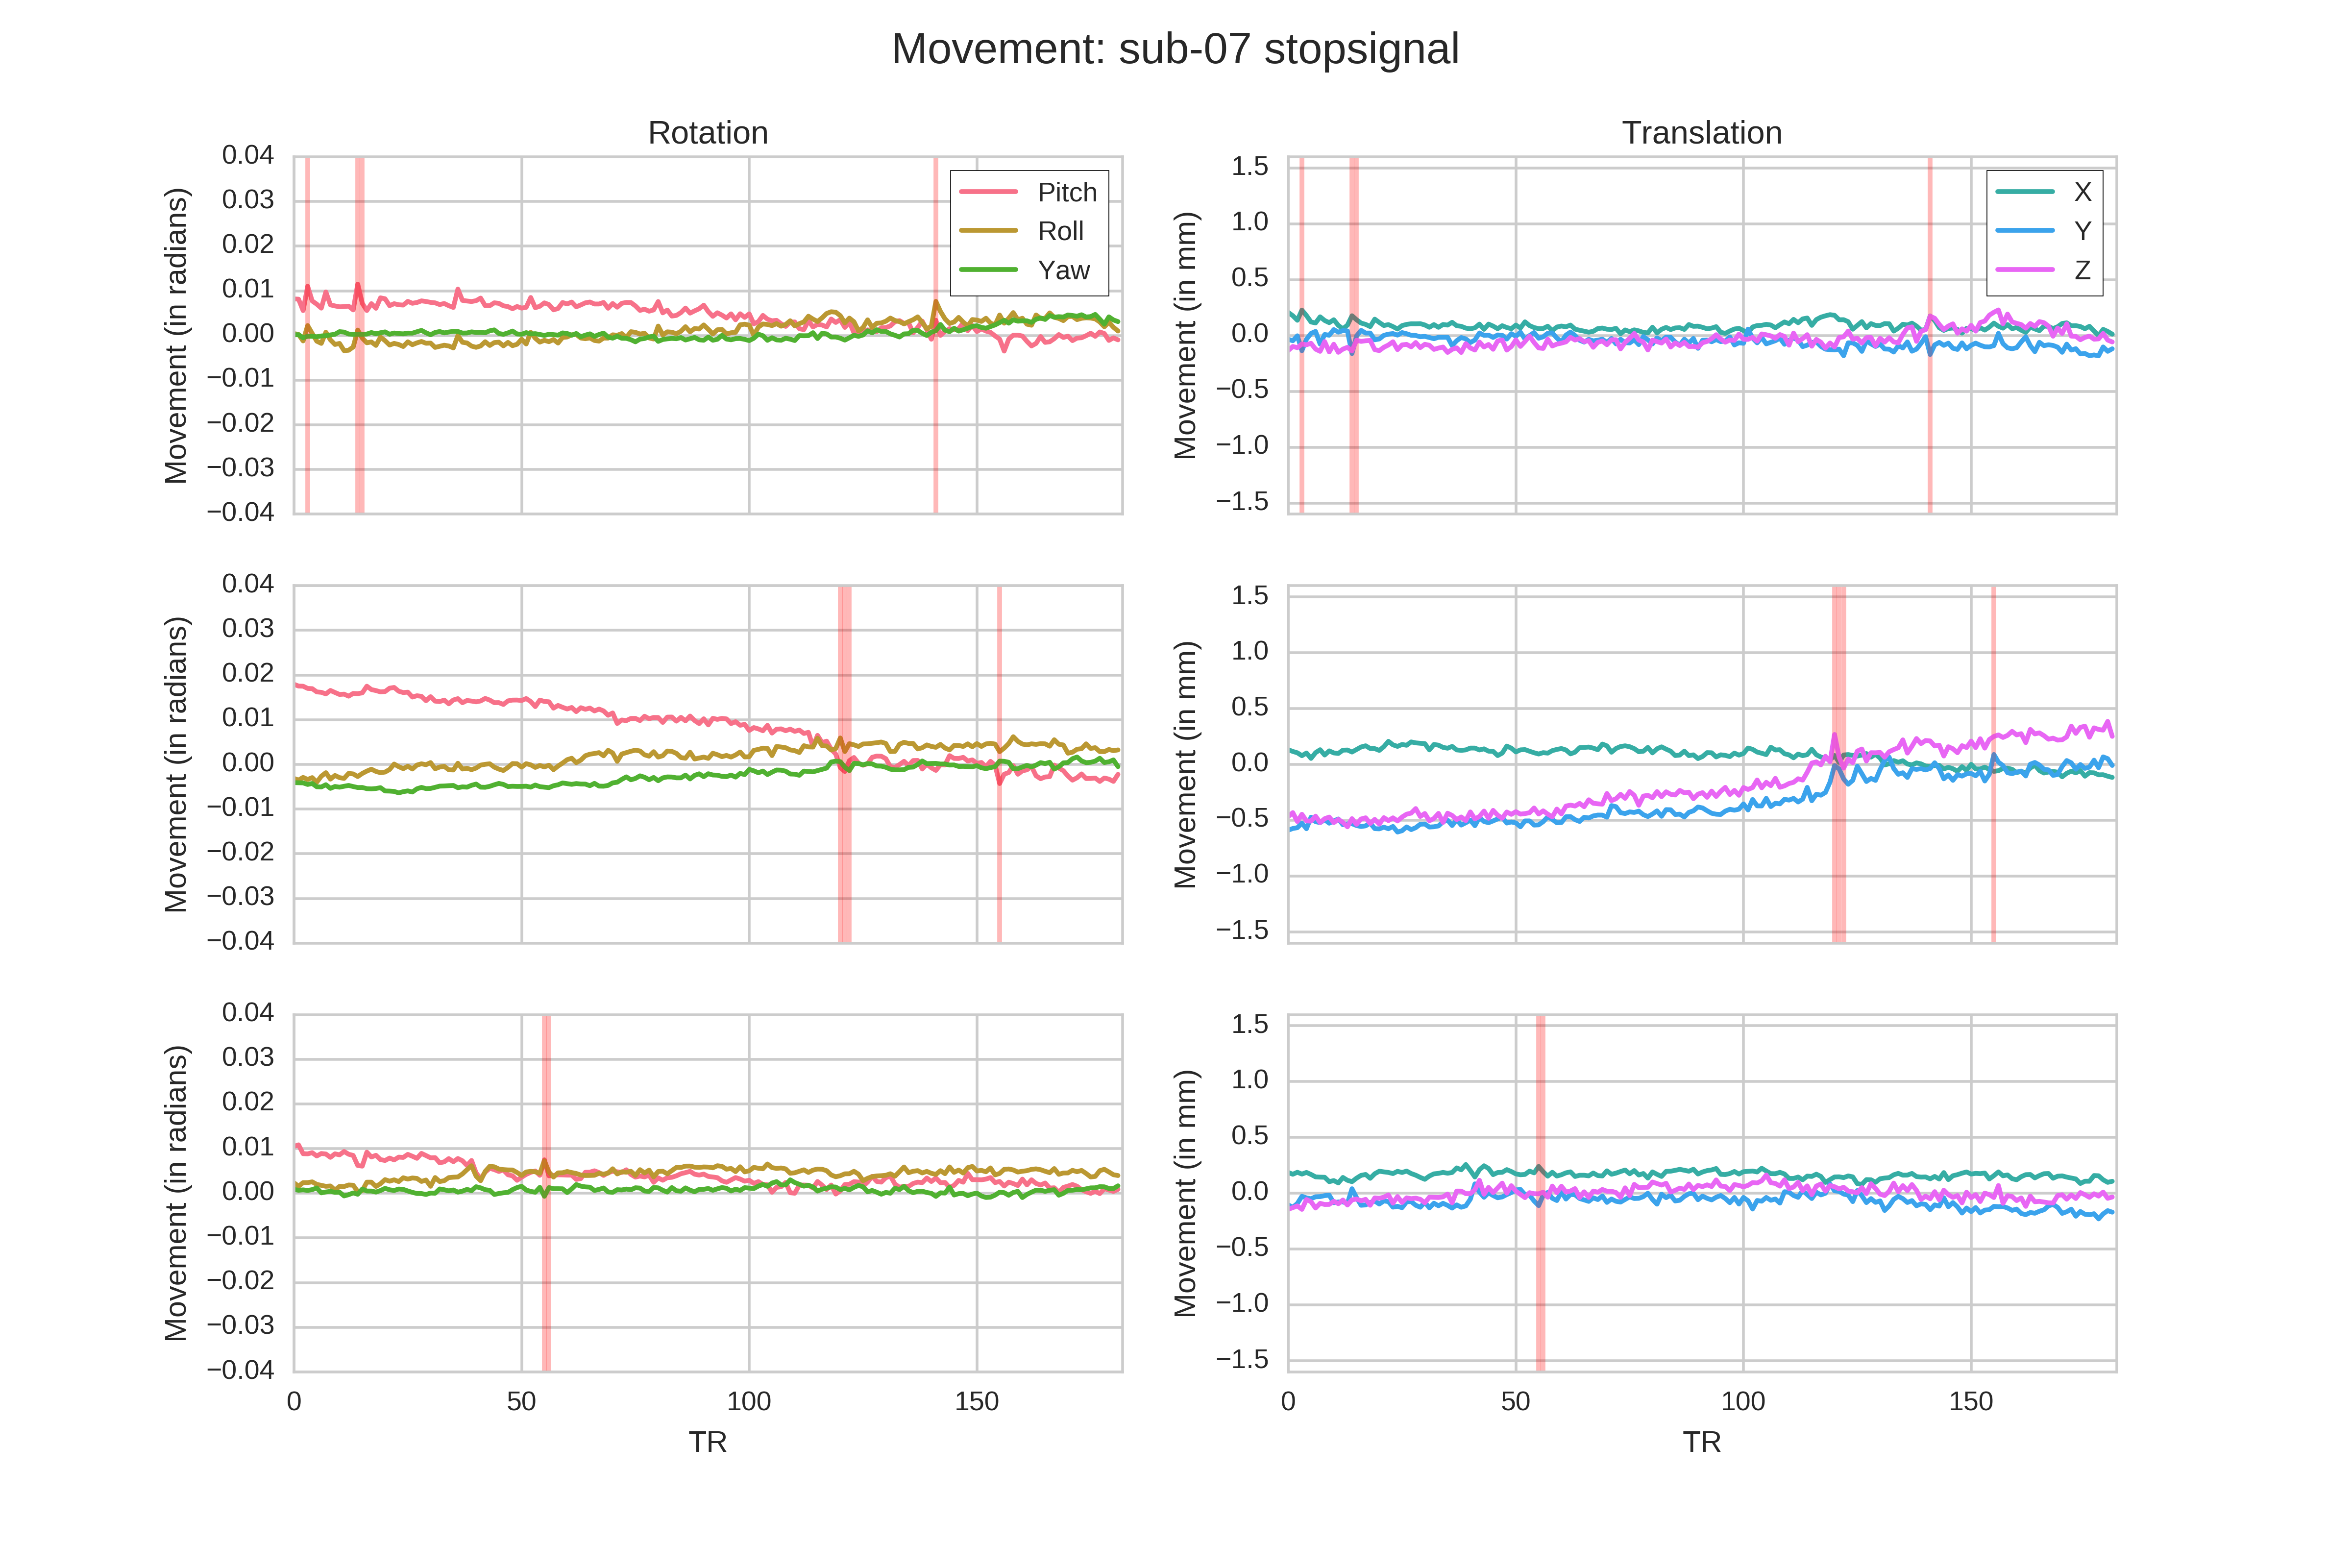 Movement: sub-07 stopsignal
Rotation
Translation
Movement (in radians)
0.04
0.03
0.02
0.01
0.00
−0.01
−0.02
−0.03
−0.04
Pitch
Roll
Yaw
Movement (in mm)
1.5
1.0
0.5
0.0
−0.5
−1.0
−1.5
X
Y
Z
Movement (in radians)
0.04
0.03
0.02
0.01
0.00
−0.01
−0.02
−0.03
−0.04
Movement (in mm)
1.5
1.0
0.5
0.0
−0.5
−1.0
−1.5
Movement (in radians)
0.04
0.03
0.02
0.01
0.00
−0.01
−0.02
−0.03
−0.04
0 50 100 150
TR
Movement (in mm)
1.5
1.0
0.5
0.0
−0.5
−1.0
−1.5
0 50 100 150
TR